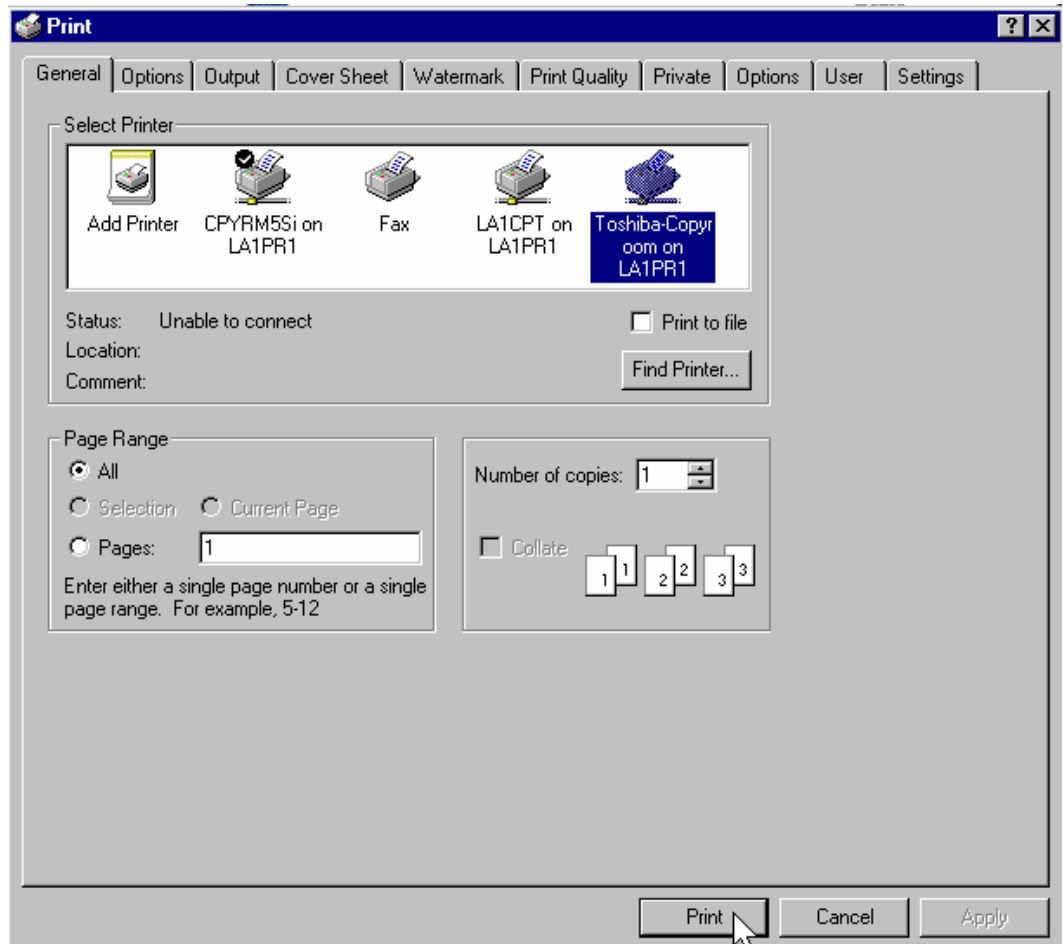 Print
General Options Output Cover Sheet Watermark Print Quality Private Options User Settings
Select Printer
Add Printer
CPYRM5Si on
LA1PR1
Fax
LA1CPT on
LA1PR1
Toshiba-Copyr
oom on
LA1PR1
Status: Unable to connect
Print to file
Location:
Find Printer...
Comment:
Page Range
All
Selection Current Page
Pages: 1
Enter either a single page number or a single
page range. For example, 5-12
Number of copies: 1
Collate
1 1 2 2 3 3
Print Cancel Apply